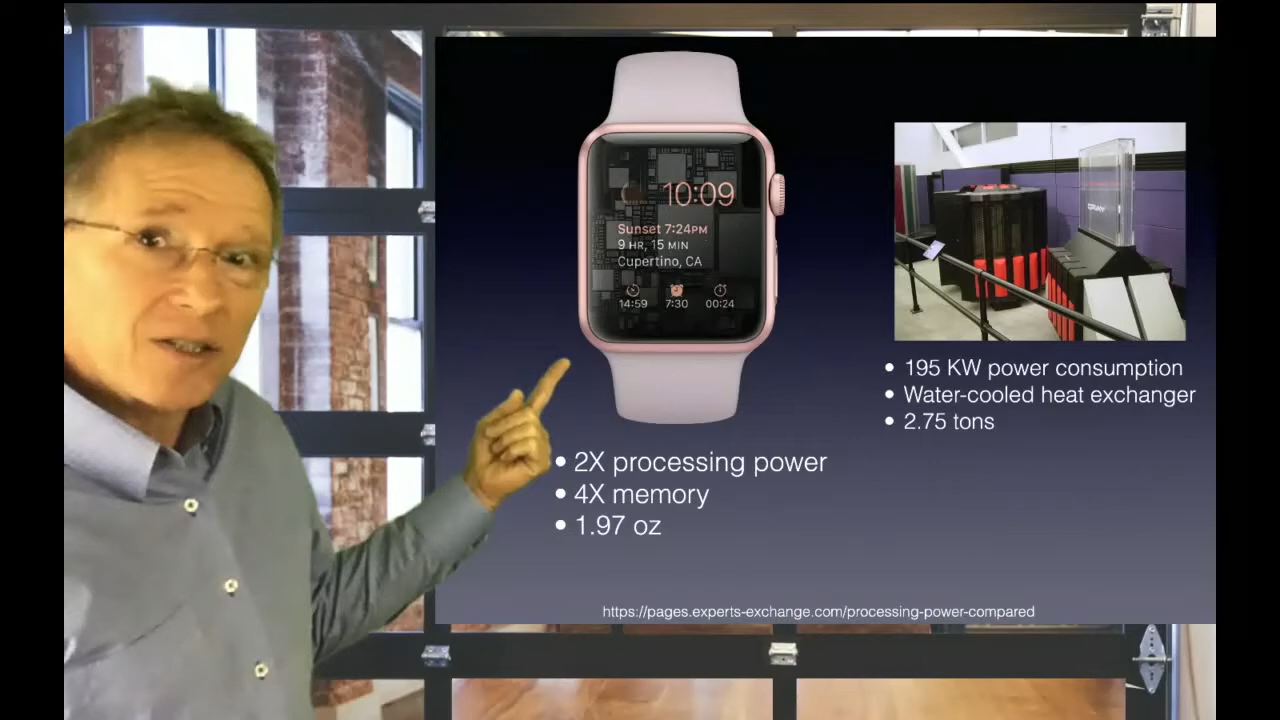 10:09
Sunset 7:24PM
9 HR, 15 MIN
Cupertino, CA
14:59 7:30 00:24
• 2X processing power
• 4X memory
• 1.97 oz
CRAY
• 195 KW power consumption
• Water-cooled heat exchanger
• 2.75 tons
https://pages.experts-exchange.com/processing-power-compared